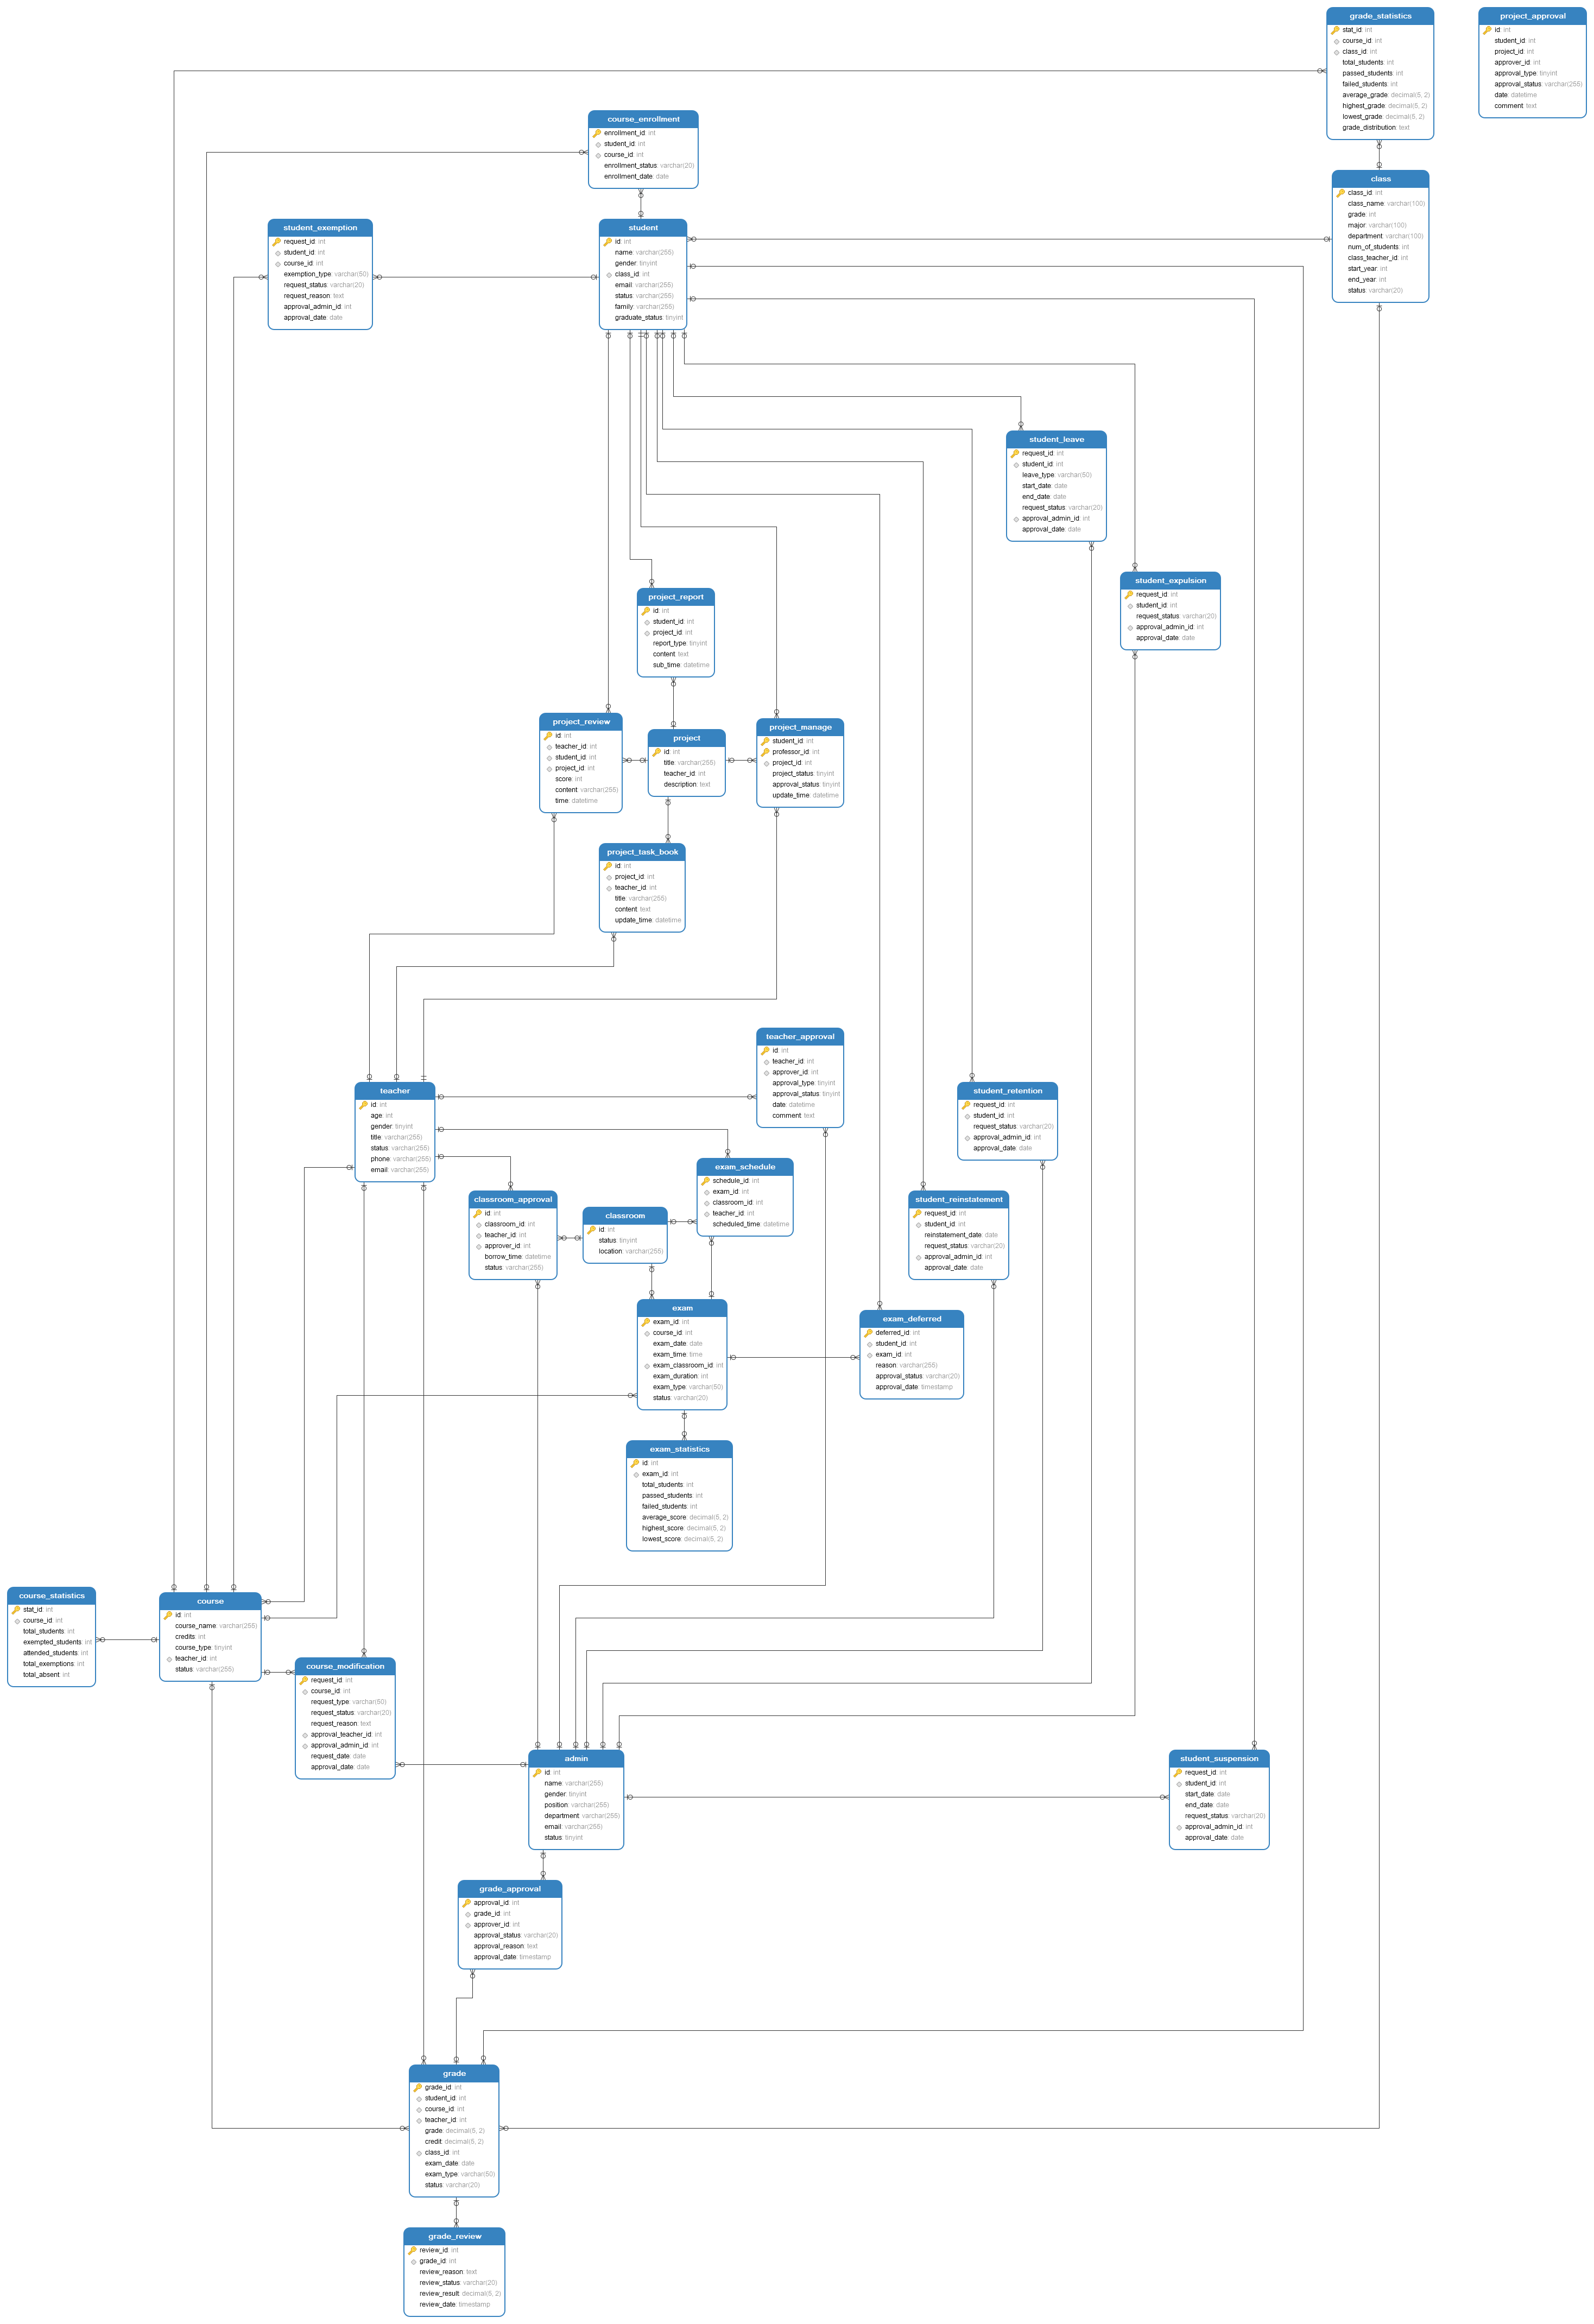 grade_statistics
stat_id: int
course_id: int
class_id: int
total_students: int
passed_students: int
failed_students: int
average_grade: decimal(5, 2)
highest_grade: decimal(5, 2)
lowest_grade: decimal(5, 2)
grade_distribution: text
project_approval
id: int
student_id: int
project_id: int
approver_id: int
approval_type: tinyint
approval_status: varchar(255)
date: datetime
comment: text
course_enrollment
enrollment_id: int
student_id: int
course_id: int
enrollment_status: varchar(20)
enrollment_date: date
class
class_id: int
class_name: varchar(100)
grade: int
major: varchar(100)
department: varchar(100)
num_of_students: int
class_teacher_id: int
start_year: int
end_year: int
status: varchar(20)
student_exemption
request_id: int
student_id: int
course_id: int
exemption_type: varchar(50)
request_status: varchar(20)
request_reason: text
approval_admin_id: int
approval_date: date
student
id: int
name: varchar(255)
gender: tinyint
class_id: int
email: varchar(255)
status: varchar(255)
family: varchar(255)
graduate_status: tinyint
student_leave
request_id: int
student_id: int
leave_type: varchar(50)
start_date: date
end_date: date
request_status: varchar(20)
approval_admin_id: int
approval_date: date
student_expulsion
request_id: int
student_id: int
request_status: varchar(20)
approval_admin_id: int
approval_date: date
project_report
id: int
student_id: int
project_id: int
report_type: tinyint
content: text
sub_time: datetime
project_review
id: int
teacher_id: int
student_id: int
project_id: int
score: int
content: varchar(255)
time: datetime
project
id: int
title: varchar(255)
teacher_id: int
description: text
project_manage
student_id: int
professor_id: int
project_id: int
project_status: tinyint
approval_status: tinyint
update_time: datetime
project_task_book
id: int
project_id: int
teacher_id: int
title: varchar(255)
content: text
update_time: datetime
teacher_approval
id: int
teacher_id: int
approver_id: int
approval_type: tinyint
approval_status: tinyint
date: datetime
comment: text
teacher
id: int
age: int
gender: tinyint
title: varchar(255)
status: varchar(255)
phone: varchar(255)
email: varchar(255)
student_retention
request_id: int
student_id: int
request_status: varchar(20)
approval_admin_id: int
approval_date: date
exam_schedule
schedule_id: int
exam_id: int
classroom_id: int
teacher_id: int
scheduled_time: datetime
classroom_approval
id: int
classroom_id: int
teacher_id: int
approver_id: int
borrow_time: datetime
status: varchar(255)
classroom
id: int
status: tinyint
location: varchar(255)
student_reinstatement
request_id: int
student_id: int
reinstatement_date: date
request_status: varchar(20)
approval_admin_id: int
approval_date: date
exam
exam_id: int
course_id: int
exam_date: date
exam_time: time
exam_classroom_id: int
exam_duration: int
exam_type: varchar(50)
status: varchar(20)
exam_deferred
deferred_id: int
student_id: int
exam_id: int
reason: varchar(255)
approval_status: varchar(20)
approval_date: timestamp
exam_statistics
id: int
exam_id: int
total_students: int
passed_students: int
failed_students: int
average_score: decimal(5, 2)
highest_score: decimal(5, 2)
lowest_score: decimal(5, 2)
course_statistics
stat_id: int
course_id: int
total_students: int
exempted_students: int
attended_students: int
total_exemptions: int
total_absent: int
course
id: int
course_name: varchar(255)
credits: int
course_type: tinyint
teacher_id: int
status: varchar(255)
course_modification
request_id: int
course_id: int
request_type: varchar(50)
request_status: varchar(20)
request_reason: text
approval_teacher_id: int
approval_admin_id: int
request_date: date
approval_date: date
admin
id: int
name: varchar(255)
gender: tinyint
position: varchar(255)
department: varchar(255)
email: varchar(255)
status: tinyint
student_suspension
request_id: int
student_id: int
start_date: date
end_date: date
request_status: varchar(20)
approval_admin_id: int
approval_date: date
grade_approval
approval_id: int
grade_id: int
approver_id: int
approval_status: varchar(20)
approval_reason: text
approval_date: timestamp
grade
grade_id: int
student_id: int
course_id: int
teacher_id: int
grade: decimal(5, 2)
credit: decimal(5, 2)
class_id: int
exam_date: date
exam_type: varchar(50)
status: varchar(20)
grade_review
review_id: int
grade_id: int
review_reason: text
review_status: varchar(20)
review_result: decimal(5, 2)
review_date: timestamp